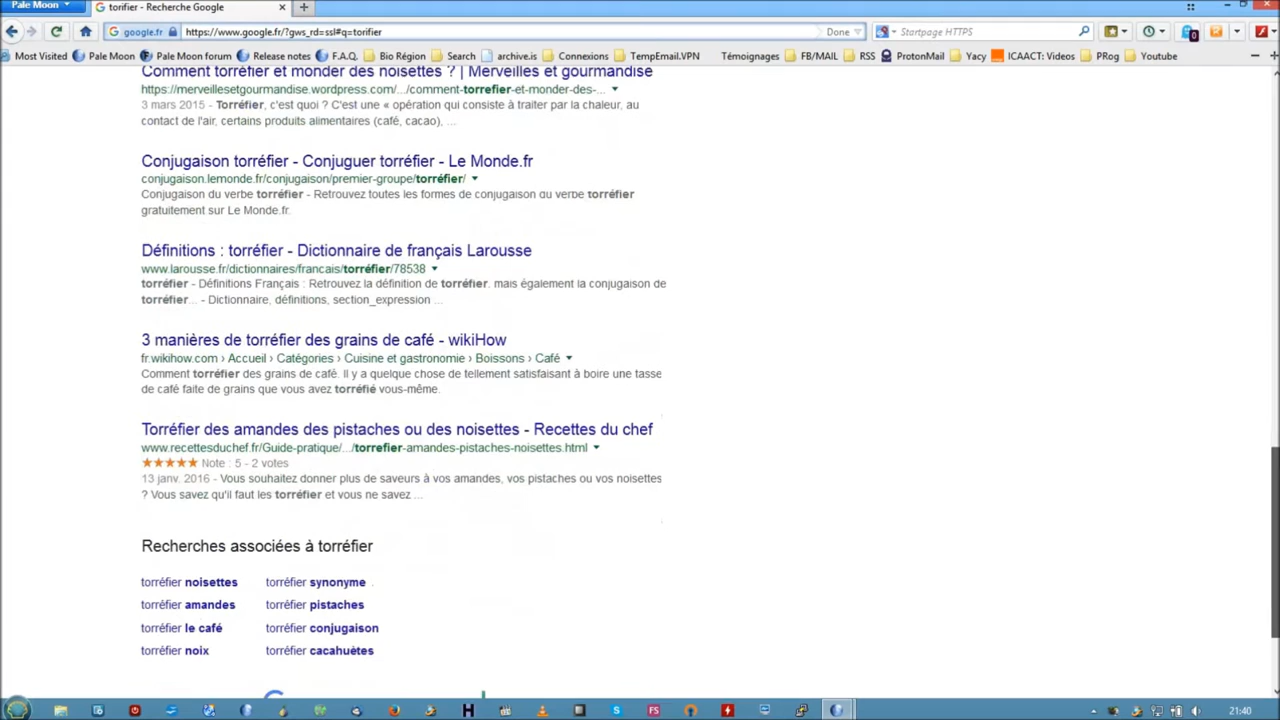 Pale Moon
torifier - Recherche Google
google.fr
https://www.google.fr/?gws_rd=ssl#q=torifier
Done
Startpage HTTPS
0
Most Visited
Pale Moon
Pale Moon forum
Release notes
F.A.Q.
Bio Région
Search
archive.is
Connexions
TempEmail.VPN
Témoignages
FB/MAIL
RSS
PRog
ProtonMail
Yacy
ICAACT: Videos
Youtube
Comment torréfier et monder des noisettes ? | Merveilles et gourmandise
https://merveillesetgourmandise.wordpress.com/.../comment-torrefier-et-monder-des-...
3 mars 2015 - Torréfier, c'est quoi ? C'est une « opération qui consiste à traiter par la chaleur, au
contact de l'air, certains produits alimentaires (café, cacao), ...
Conjugaison torréfier - Conjuguer torréfier - Le Monde.fr
conjugaison.lemonde.fr/conjugaison/premier-groupe/torréfier/
Conjugaison du verbe torréfier - Retrouvez toutes les formes de conjugaison du verbe torréfier
gratuitement sur Le Monde.fr.
Définitions : torréfier - Dictionnaire de français Larousse
www.larousse.fr/dictionnaires/francais/torréfier/78538
torréfier - Définitions Français : Retrouvez la définition de torréfier. mais également la conjugaison de
torréfier... - Dictionnaire, définitions, section_expression ...
3 manières de torréfier des grains de café - wikiHow
fr.wikihow.com › Accueil › Catégories › Cuisine et gastronomie › Boissons › Café
Comment torréfier des grains de café. Il y a quelque chose de tellement satisfaisant à boire une tasse
de café faite de grains que vous avez torréfié vous-même.
Torréfier des amandes des pistaches ou des noisettes - Recettes du chef
www.recettesduchef.fr/Guide-pratique/.../torrefier-amandes-pistaches-noisettes.html
Note : 5 - 2 votes
13 janv. 2016 - Vous souhaitez donner plus de saveurs à vos amandes, vos pistaches ou vos noisettes
? Vous savez qu'il faut les torréfier et vous ne savez ...
Recherches associées à torréfier
torréfier noisettes
torréfier synonyme
torréfier amandes
torréfier pistaches
torréfier le café
torréfier conjugaison
torréfier noix
torréfier cacahuètes
21:40